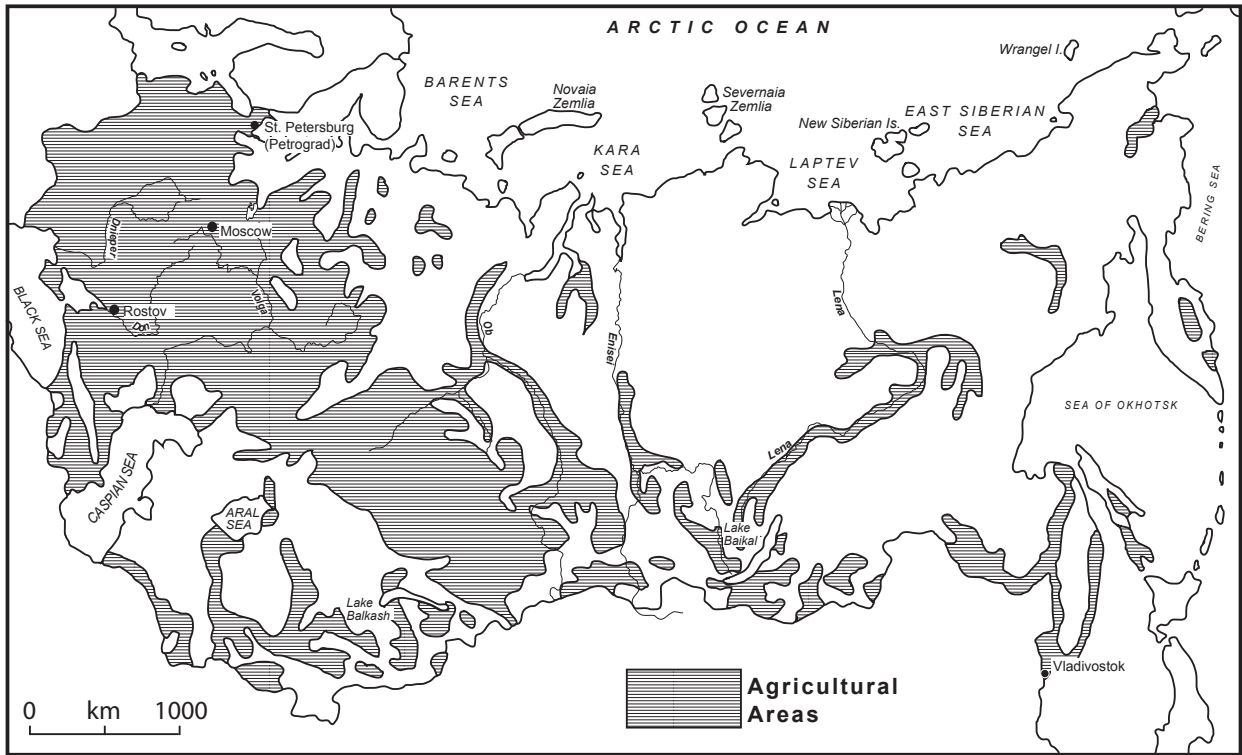 ARCTIC OCEAN
Wrangel I.
BARENTS
SEA
Novaia
Zemlia
Severnaia
Zemlia
New Siberian Is.
EAST SIBERIAN
SEA
St. Petersburg
(Petrograd)
KARA
SEA
LAPTEV
SEA
BERING SEA
Dnieper
Moscow
BLACK SEA
Rostov
Don
Volga
Ob
Enisei
Lena
SEA OF OKHOTSK
Lena
CASPIAN SEA
ARAL
SEA
Lake
Baikal
Lake
Balkash
Vladivostok
Agricultural
Areas
0 km 1000